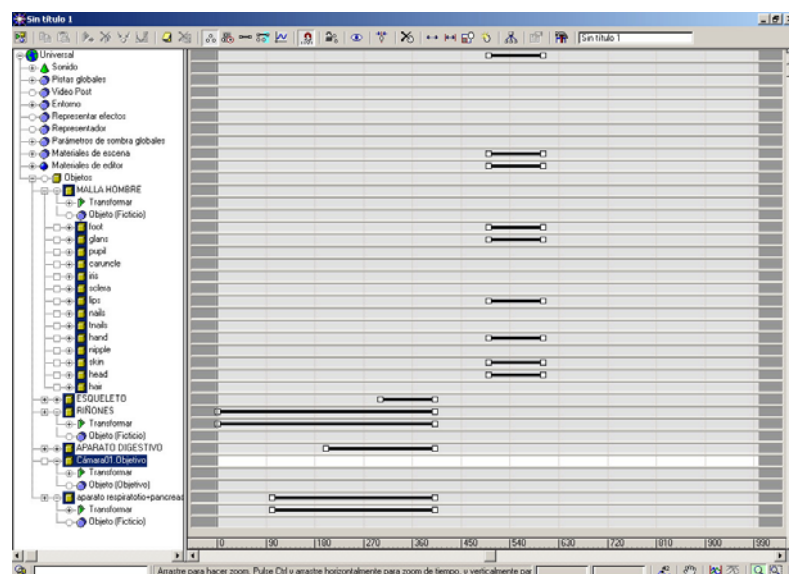 Sin título 1
Sin título 1
Universal
Sonido
Pistas globales
Video Post
Entorno
Representar efectos
Representador
Parámetros de sombra globales
Materiales de escena
Materiales de editor
Objetos
MALLA HOMBRE
Transformar
Objeto (Ficticio)
foot
glans
pupil
caruncle
iris
sclera
lips
nails
tnails
hand
nipple
skin
head
hair
ESQUELETO
RIÑONES
Transformar
Objeto (Ficticio)
APARATO DIGESTIVO
Cámara01.Objetivo
Transformar
Objeto (Objetivo)
aparato respiratotio+pancreas
Transformar
Objeto (Ficticio)
0 90 180 270 360 450 540 630 720 810 900 990
Arrastre para hacer zoom. Pulse Ctrl y arrastre horizontalmente para zoom de tiempo, y verticalmente par